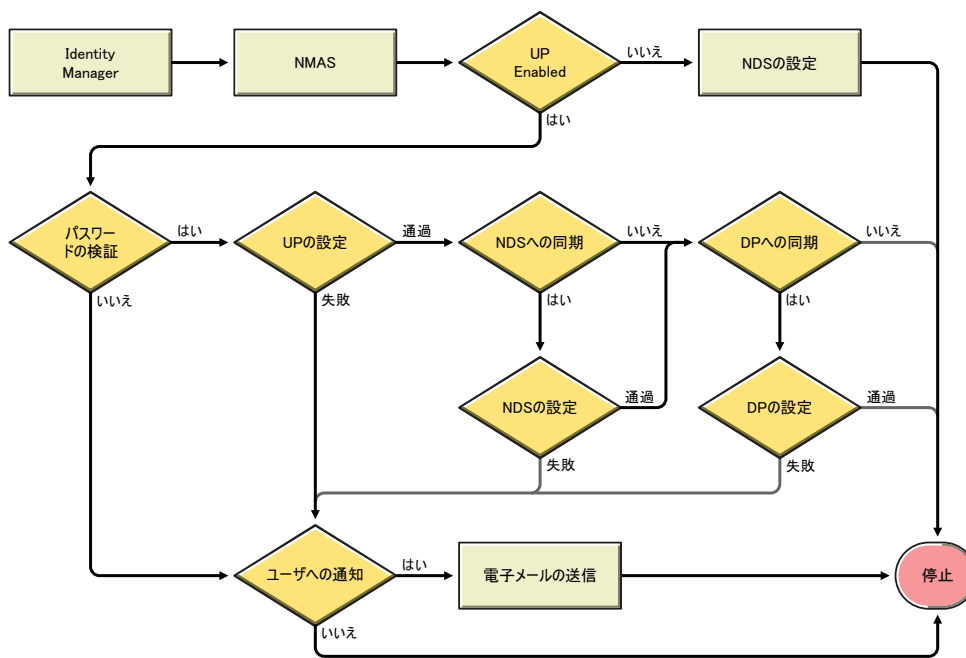 Identity
Manager
NMAS
UP
Enabled
いいえ
NDSの設定
はい
パスワー
ドの検証
はい
UPの設定
通過
NDSへの同期
いいえ
DPへの同期
いいえ
いいえ
失敗
はい
はい
NDSの設定
通過
DPの設定
通過
失敗
失敗
ユーザへの通知
はい
電子メールの送信
停止
いいえ